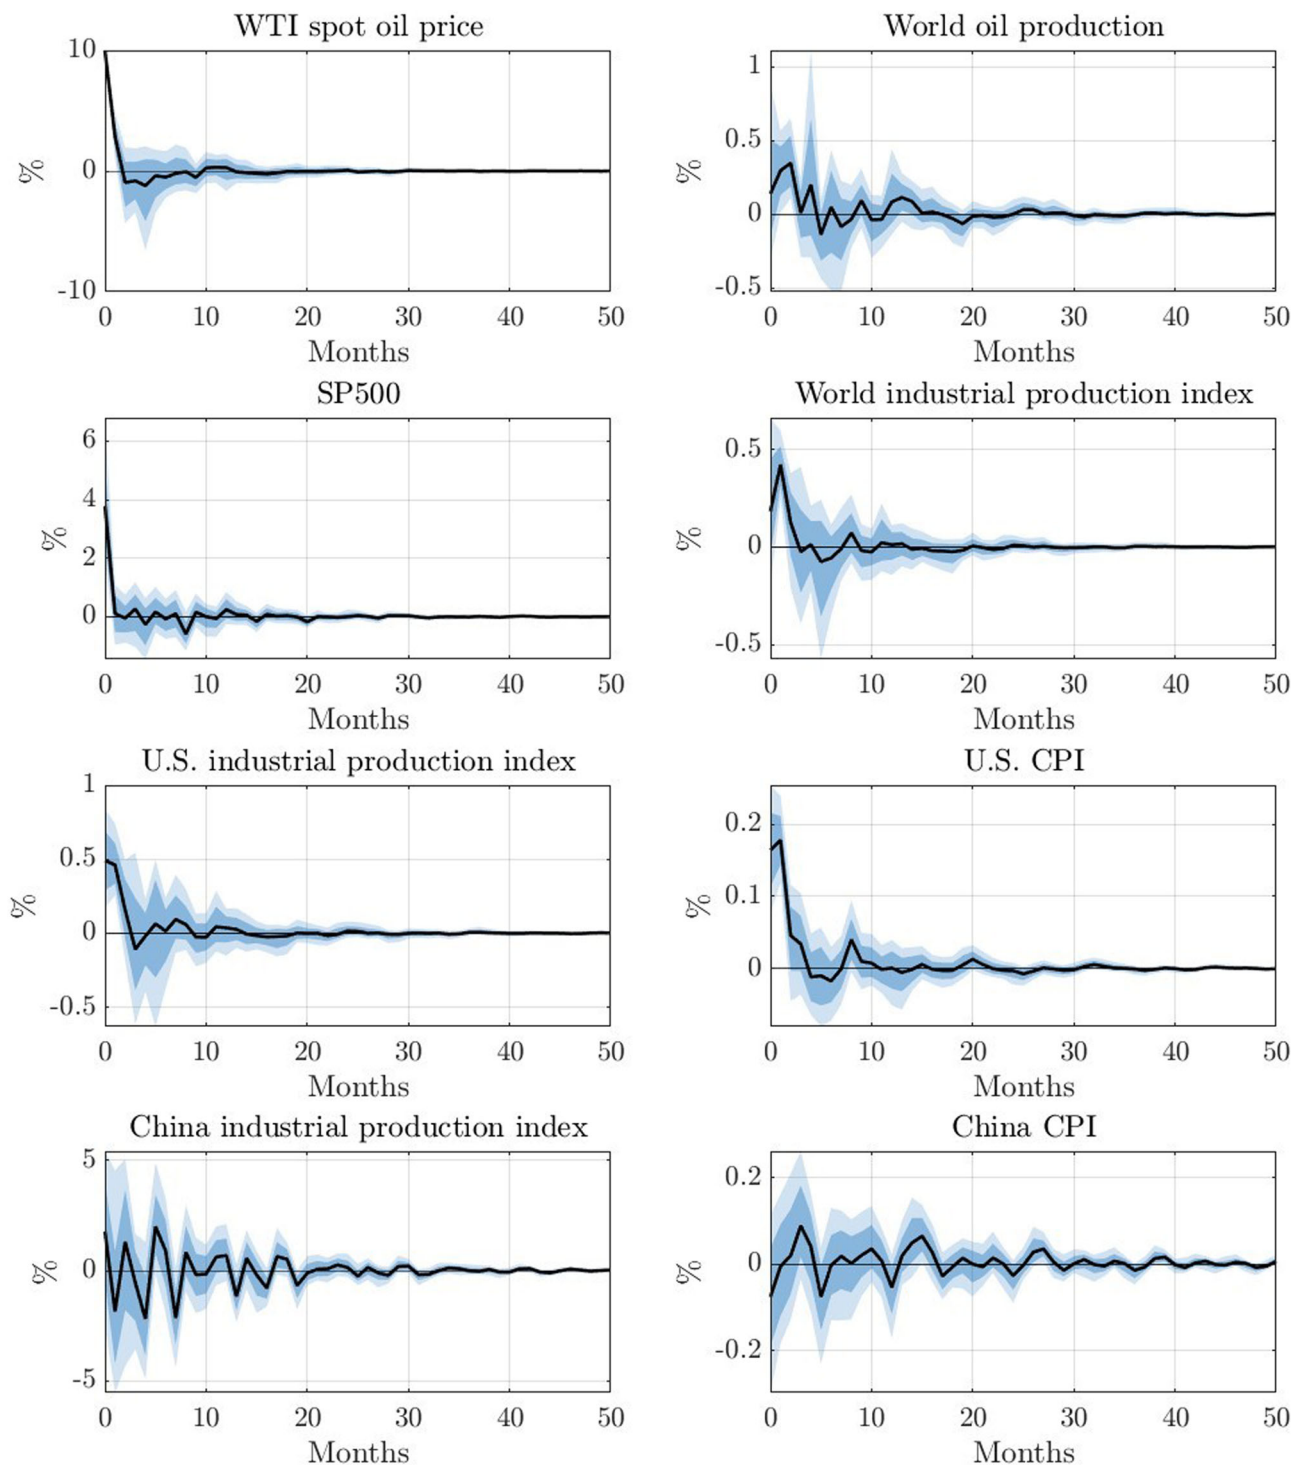 WTI spot oil price
10
0
-10
%
0 10 20 30 40 50
Months
World oil production
1
0.5
0
-0.5
%
0 10 20 30 40 50
Months
SP500
6
4
2
0
%
0 10 20 30 40 50
Months
World industrial production index
0.5
0
-0.5
%
0 10 20 30 40 50
Months
U.S. industrial production index
1
0.5
0
-0.5
%
0 10 20 30 40 50
Months
U.S. CPI
0.2
0.1
0
%
0 10 20 30 40 50
Months
China industrial production index
5
0
-5
%
0 10 20 30 40 50
Months
China CPI
0.2
0
-0.2
%
0 10 20 30 40 50
Months